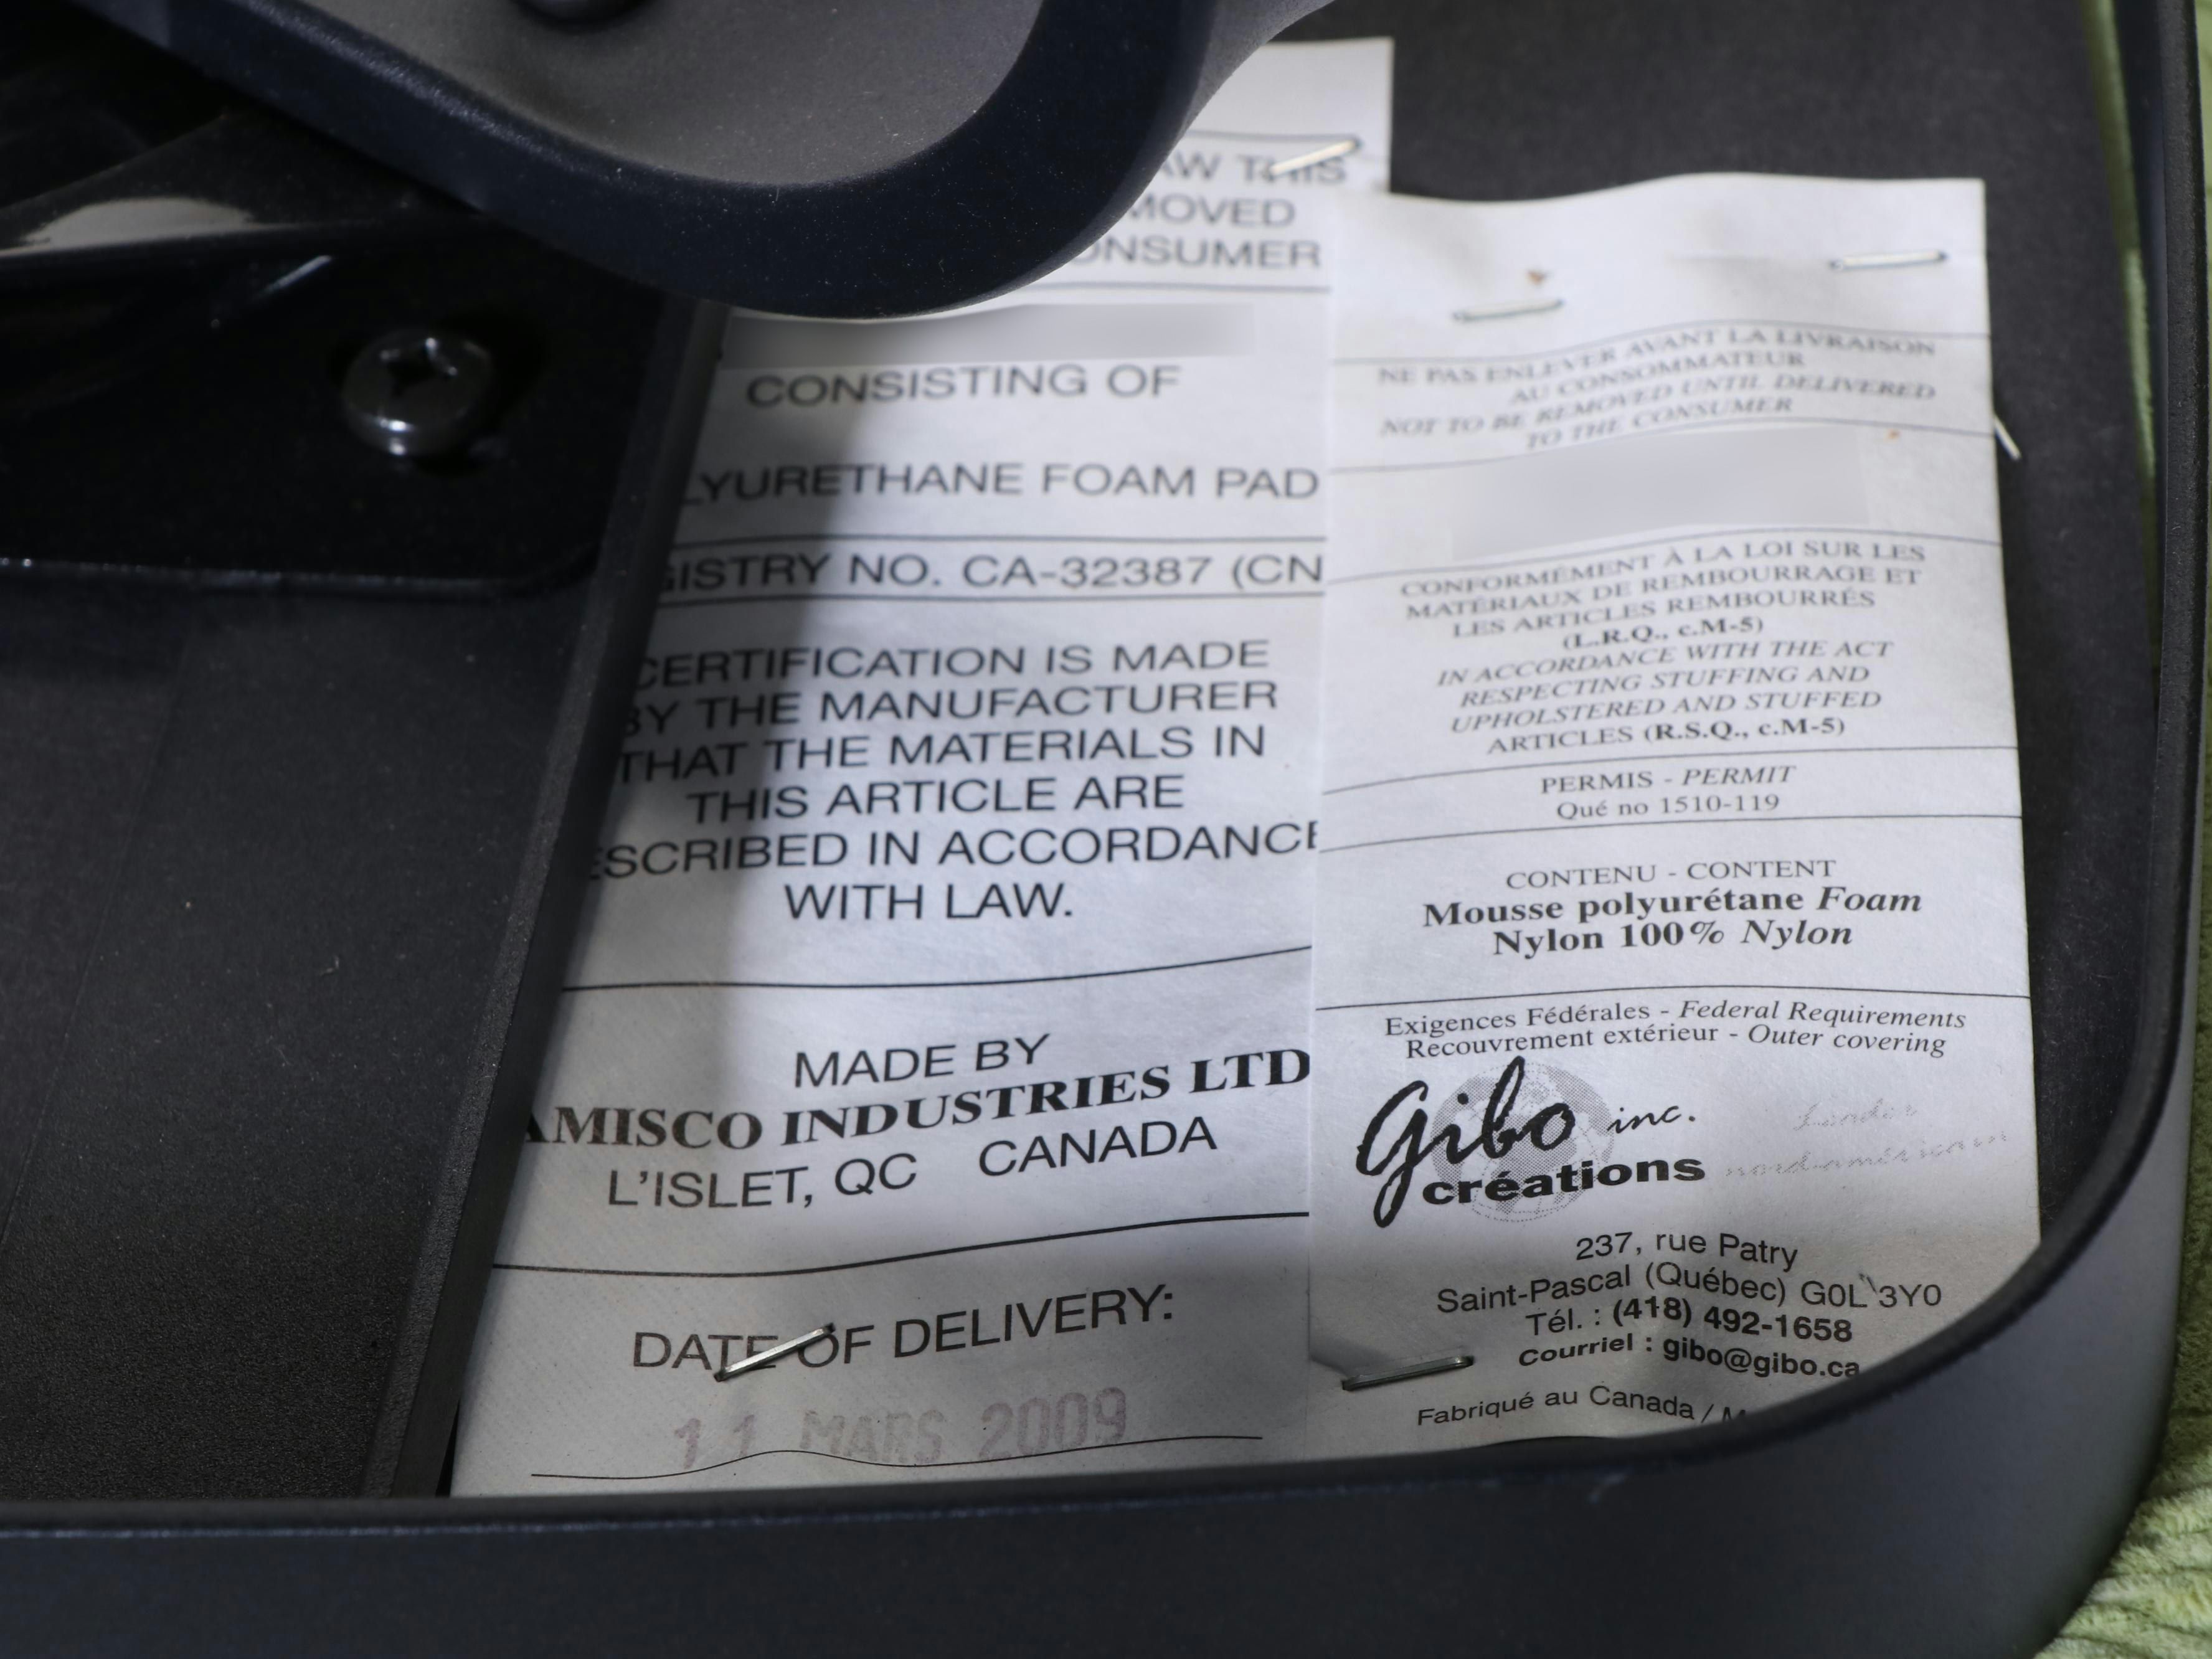 THIS
CONSUMER
CONSISTING OF
FOAM PAD
NO. CA-32387 (CN
CERTIFICATION IS MADE
BY THE MANUFACTURER
THAT THE MATERIALS IN
THIS ARTICLE ARE
IN ACCORDANCE
WITH LAW.
MADE BY
AMISCO INDUSTRIES LTD
L'ISLET, QC CANADA
DATE OF DELIVERY:
11 MARS 2009
NE PAS ENLEVER AVANT LA LIVRAISON
AU CONSOMMATEUR
NOT TO BE REMOVED UNTIL DELIVERED
TO THE CONSUMER
CONFORMÉMENT À LA LOI SUR LES
MATÉRIAUX DE REMBOURRAGE ET
LES ARTICLES REMBOURRÉS
(L.R.Q., c.M-5)
IN ACCORDANCE WITH THE ACT
RESPECTING STUFFING AND
UPHOLSTERED AND STUFFED
ARTICLES (R.S.Q., c.M-5)
PERMIS - PERMIT
Qué no 1510-119
CONTENU - CONTENT
Mousse polyurétane Foam
Nylon 100% Nylon
Exigences Fédérales - Federal Requirements
Recouvrement extérieur - Outer covering
Gibo inc.
créations
Leader
nord-américain
237, rue Patry
Saint-Pascal (Québec) G0L 3Y0
Tél. : (418) 492-1658
Courriel : gibo@gibo.ca
Fabriqué au Canada /